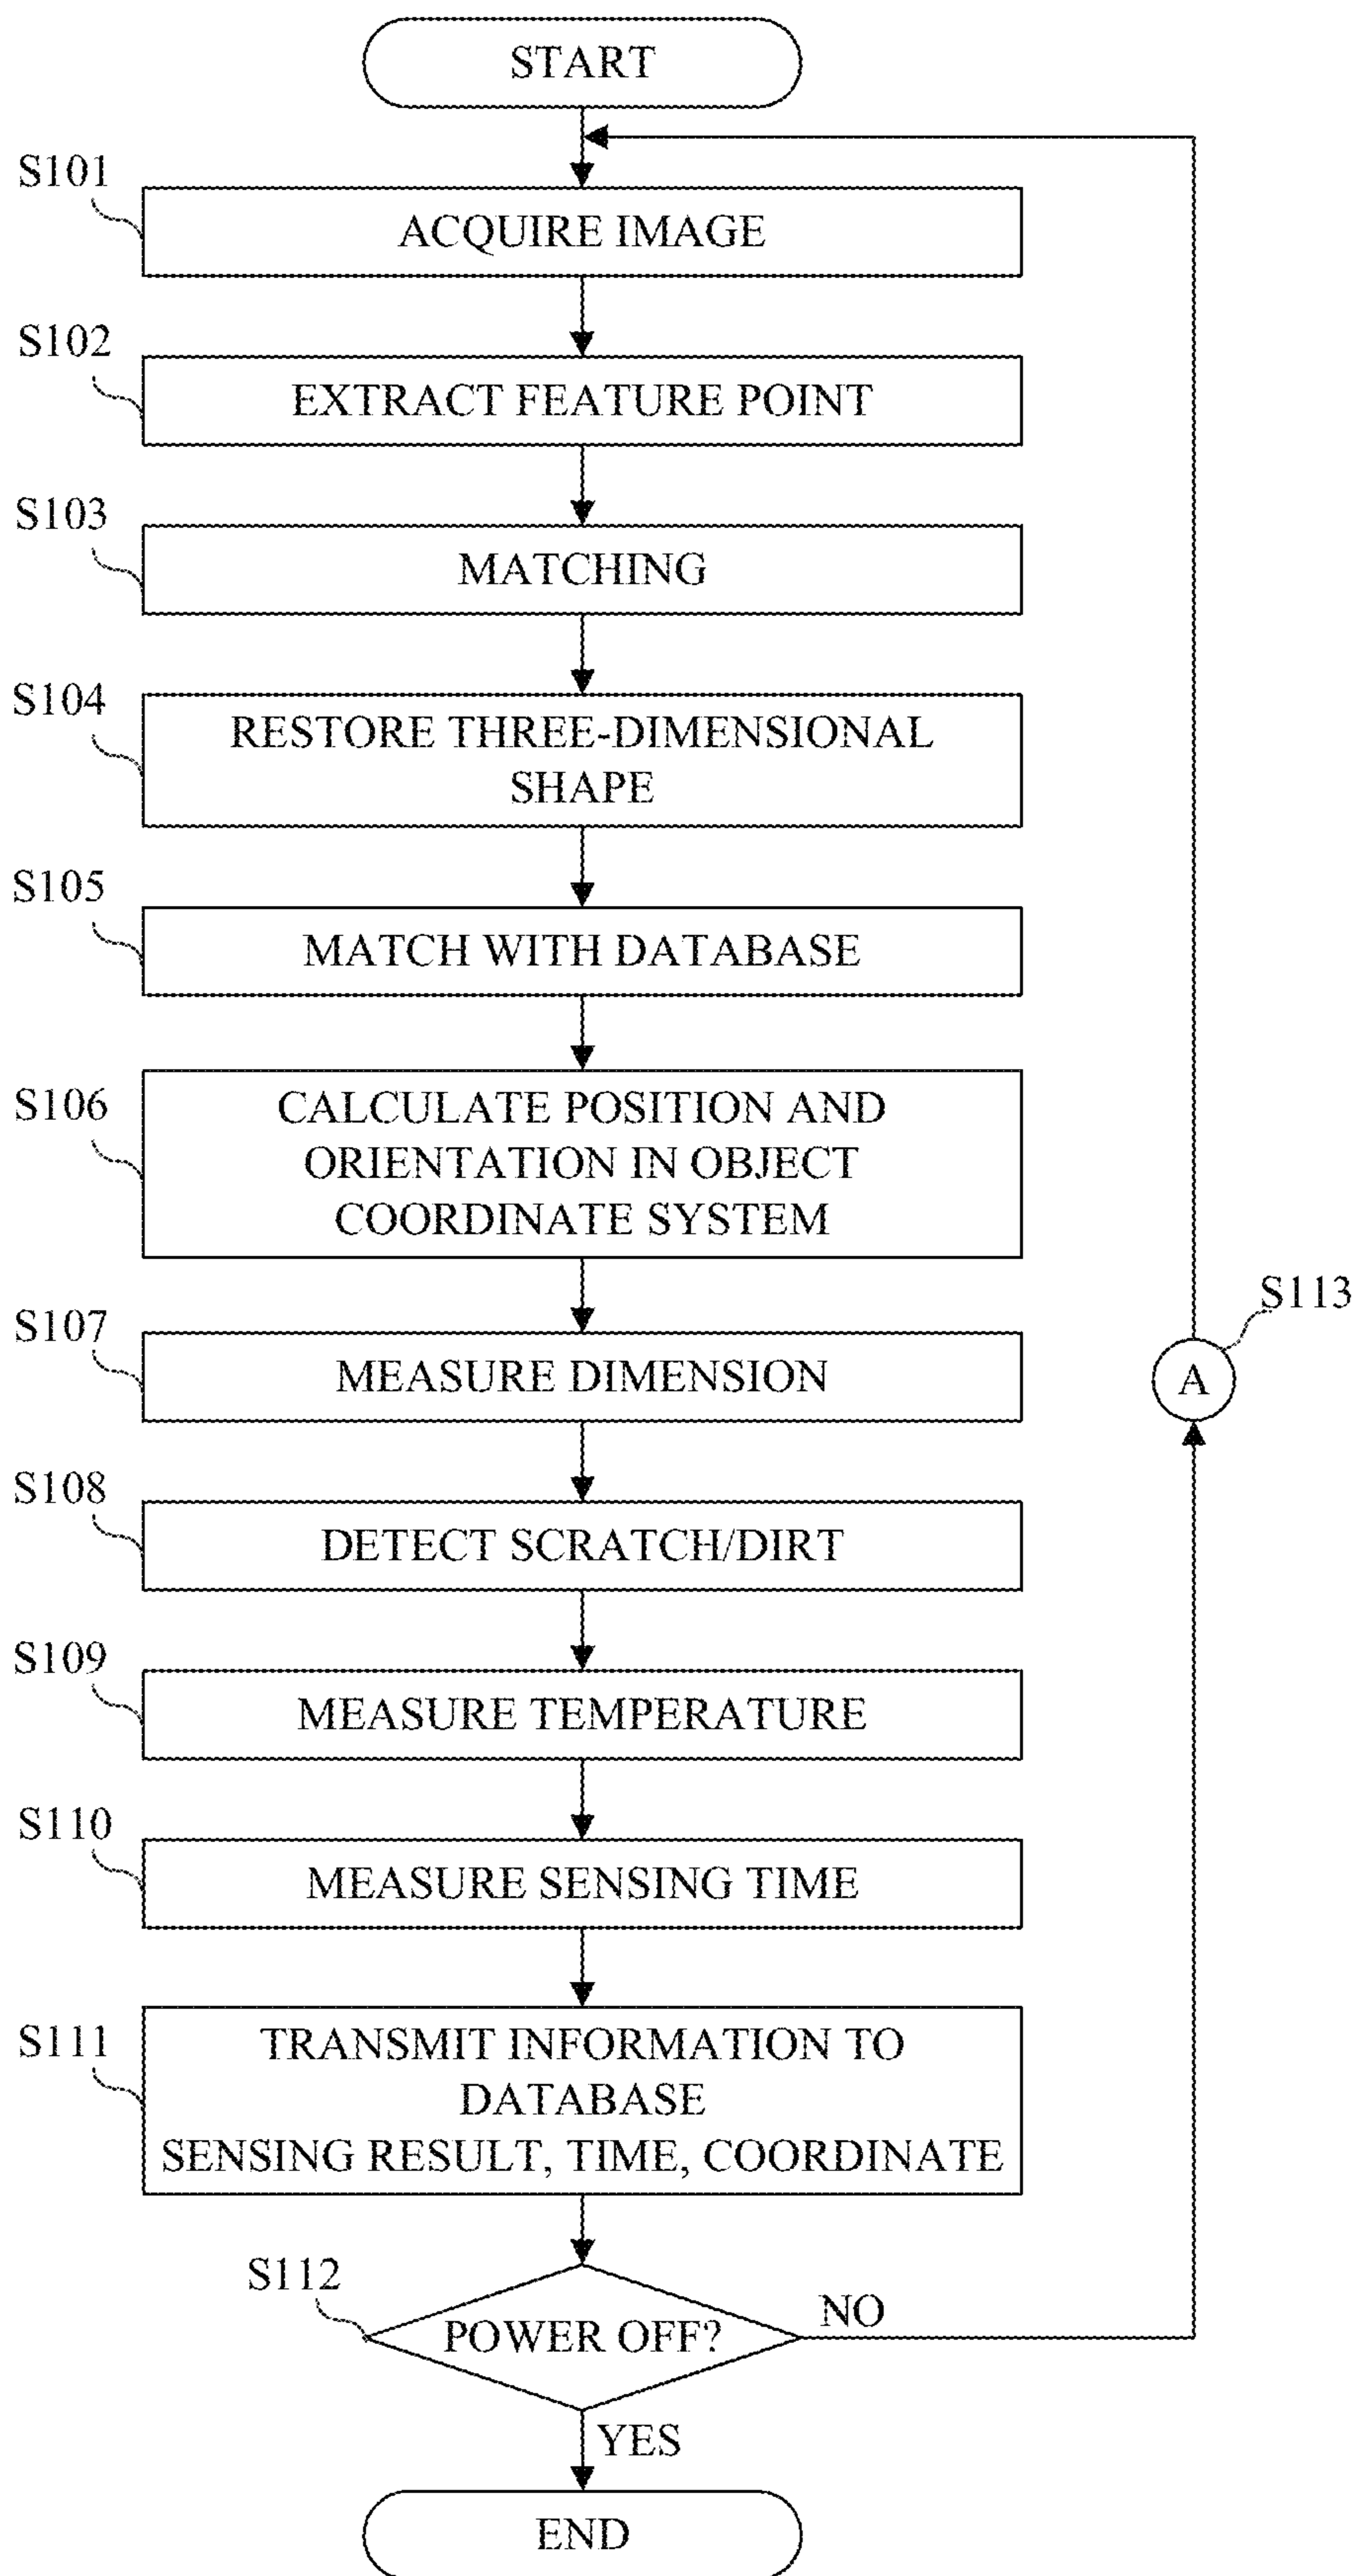 START
S101
ACQUIRE IMAGE
S102
EXTRACT FEATURE POINT
S103
MATCHING
S104
RESTORE THREE-DIMENSIONAL
SHAPE
S105
MATCH WITH DATABASE
S106
CALCULATE POSITION AND
ORIENTATION IN OBJECT
COORDINATE SYSTEM
S113
A
S107
MEASURE DIMENSION
S108
DETECT SCRATCH/DIRT
S109
MEASURE TEMPERATURE
S110
MEASURE SENSING TIME
S111
TRANSMIT INFORMATION TO
DATABASE
SENSING RESULT, TIME, COORDINATE
S112
POWER OFF?
NO
YES
END